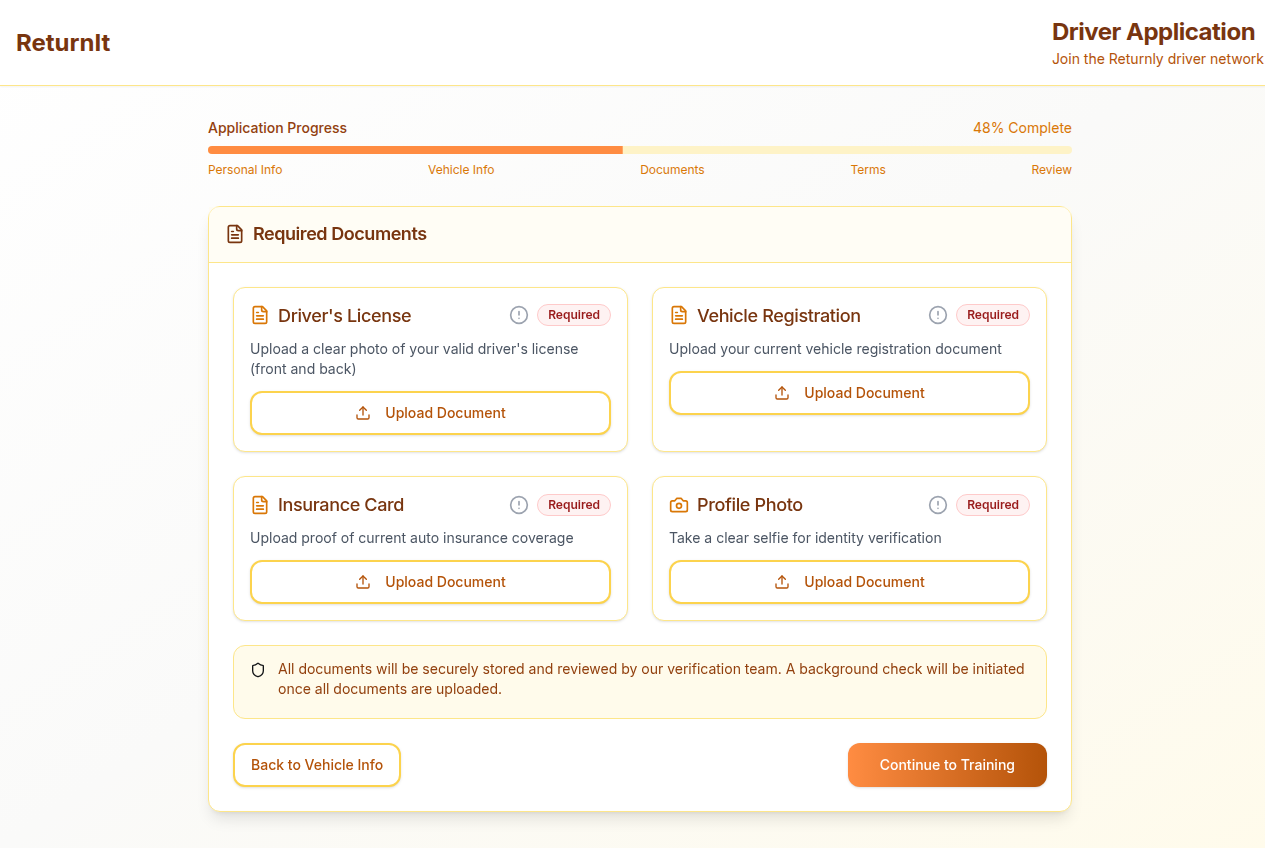 ReturnIt
Driver Application
Join the Returnly driver network
Application Progress
48% Complete
Personal Info
Vehicle Info
Documents
Terms
Review
Required Documents
Driver's License
Required
Upload a clear photo of your valid driver's license
(front and back)
Upload Document
Vehicle Registration
Required
Upload your current vehicle registration document
Upload Document
Insurance Card
Required
Upload proof of current auto insurance coverage
Upload Document
Profile Photo
Required
Take a clear selfie for identity verification
Upload Document
All documents will be securely stored and reviewed by our verification team. A background check will be initiated
once all documents are uploaded.
Back to Vehicle Info
Continue to Training